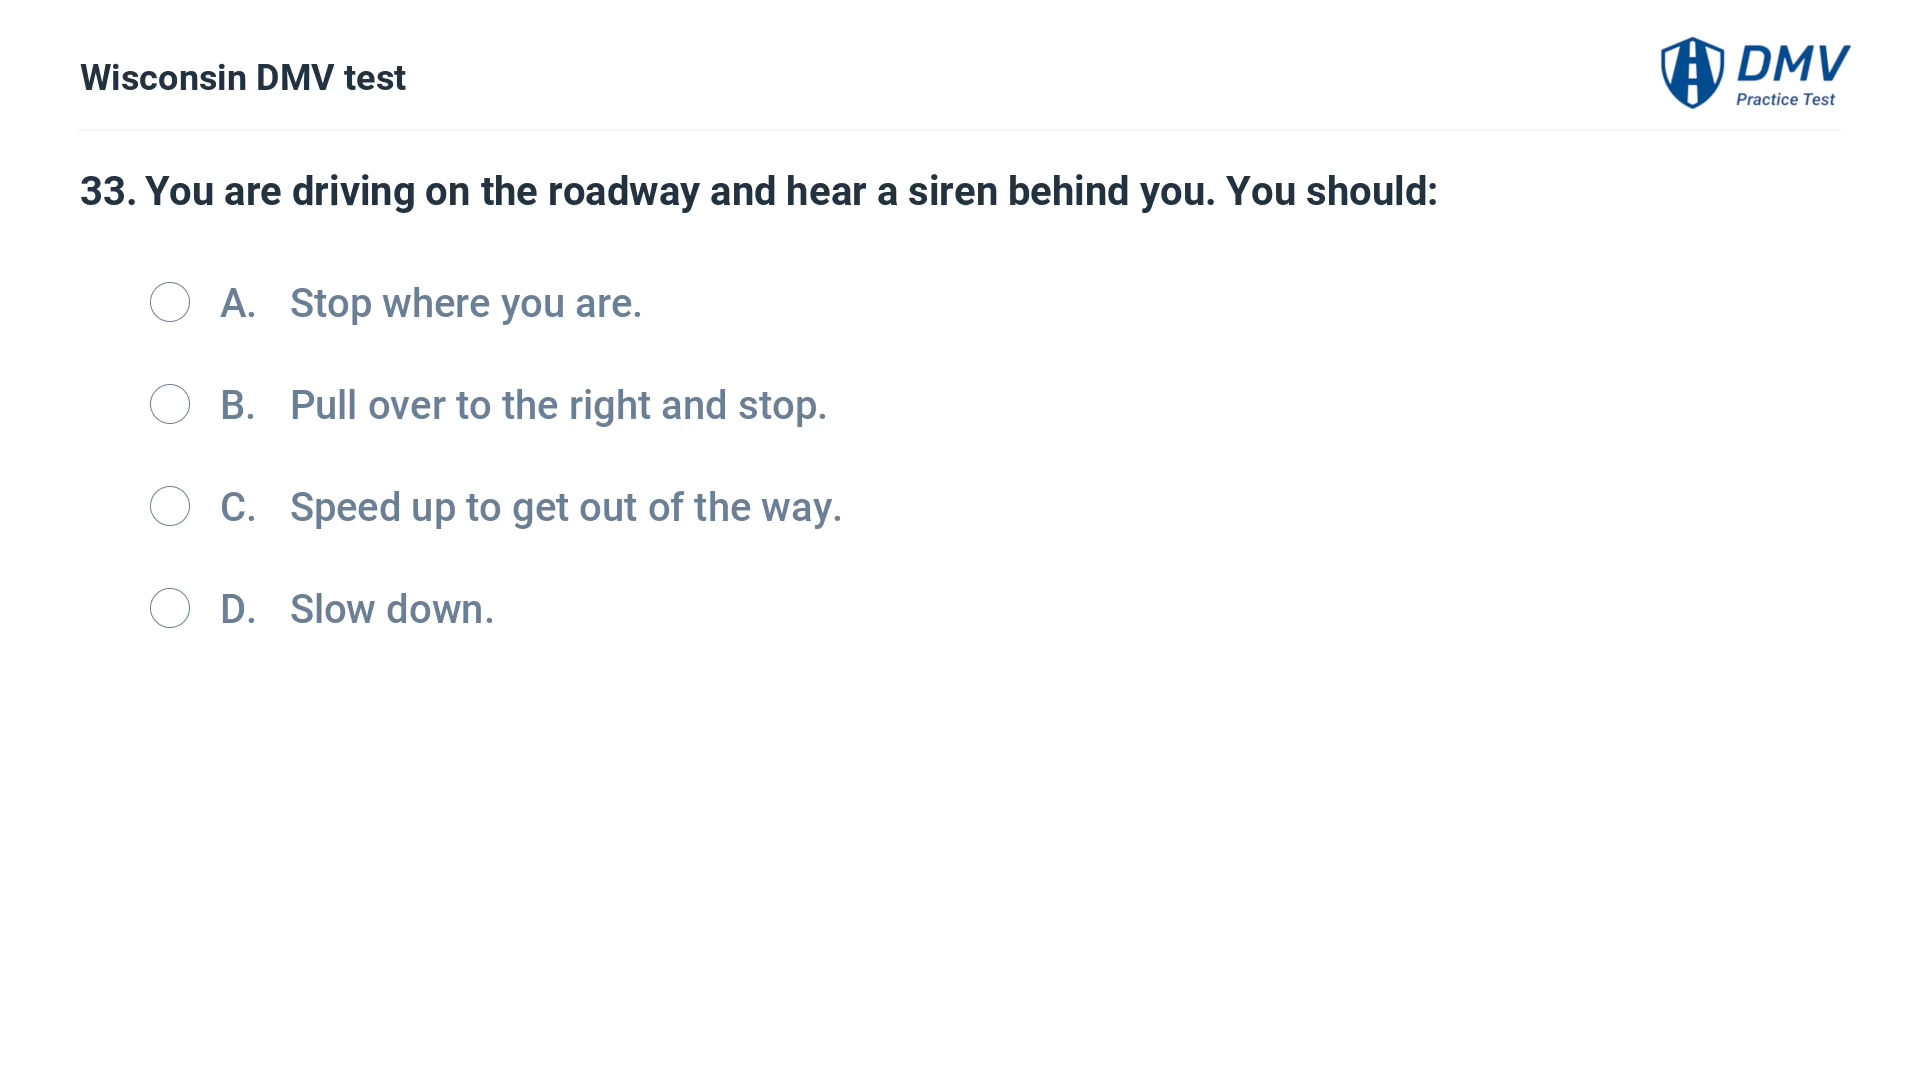 Wisconsin DMV test
DMV
Practice Test
33. You are driving on the roadway and hear a siren behind you. You should:
A. Stop where you are.
B. Pull over to the right and stop.
C. Speed up to get out of the way.
D. Slow down.